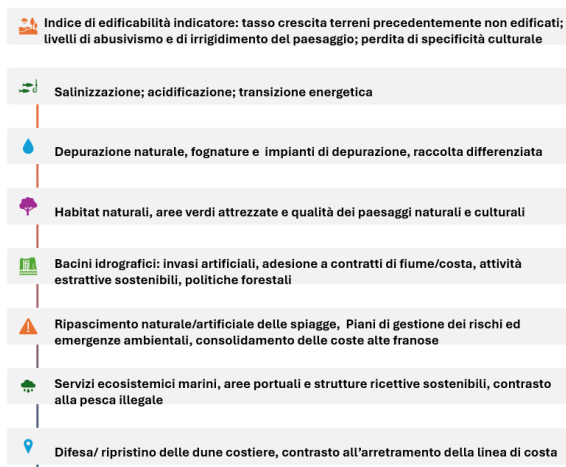 Indice di edificabilità indicatore: tasso crescita terreni precedentemente non edificati;
livelli di abusivismo e di irrigidimento del paesaggio; perdita di specificità culturale
Salinizzazione; acidificazione; transizione energetica
Depurazione naturale, fognature e impianti di depurazione, raccolta differenziata
Habitat naturali, aree verdi attrezzate e qualità dei paesaggi naturali e culturali
Bacini idrografici: invasi artificiali, adesione a contratti di fiume/costa, attività
estrattive sostenibili, politiche forestali
Ripascimento naturale/artificiale delle spiagge, Piani di gestione dei rischi ed
emergenze ambientali, consolidamento delle coste alte franose
Servizi ecosistemici marini, aree portuali e strutture ricettive sostenibili, contrasto
alla pesca illegale
Difesa/ ripristino delle dune costiere, contrasto all'arretramento della linea di costa